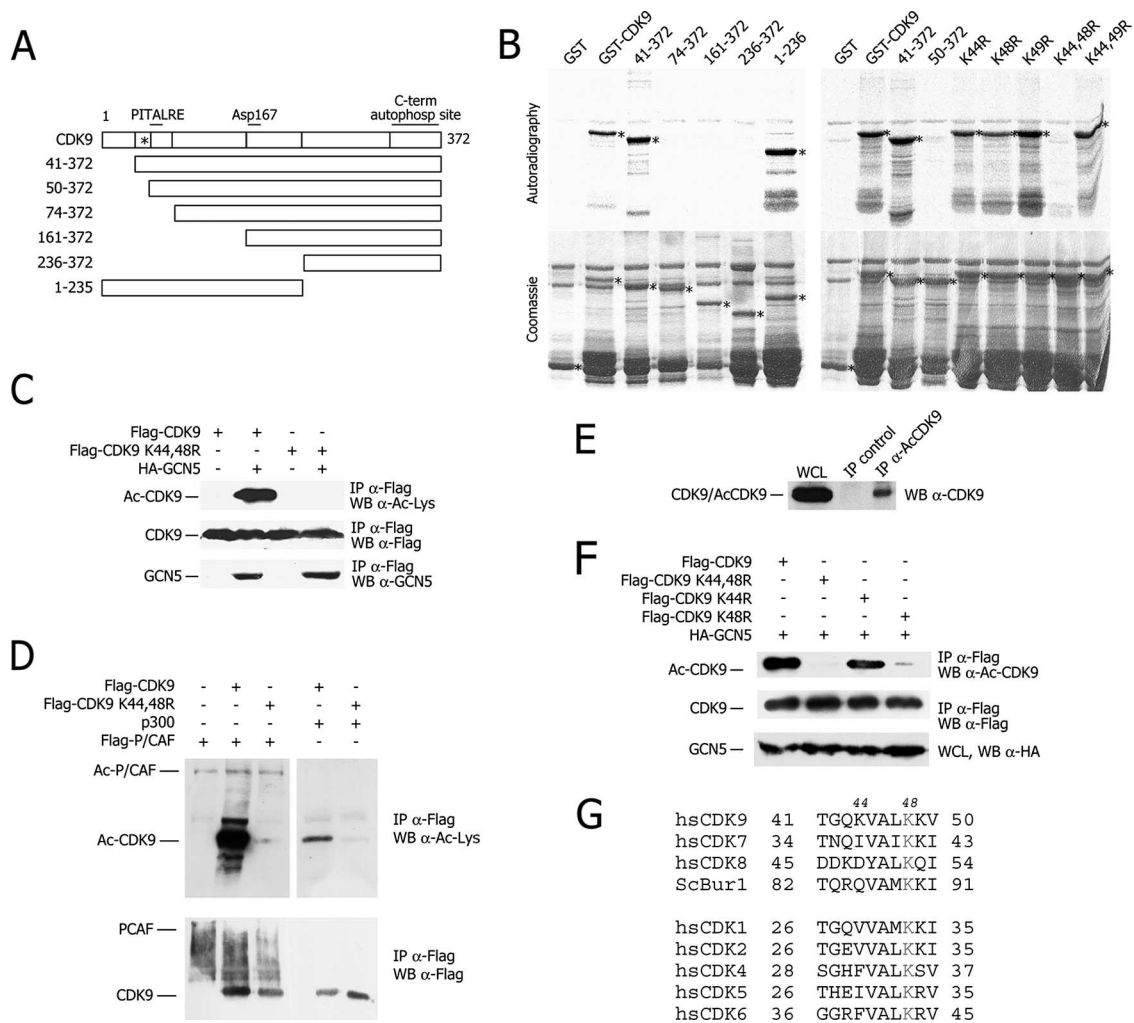 A
1 PITALRE Asp167 C-term
autophosp site
CDK9 * 372
41-372
50-372
74-372
161-372
236-372
1-235
B
GST GST-CDK9 41-372 74-372 161-372 236-372 1-236 GST GST-CDK9 41-372 50-372 K44R K48R K49R K44,48R K44,49R
Autoradiography
* * * * * * * * * *
Coomassie
* * * * * * * * * * * * * * * *
C
Flag-CDK9 + + - -
Flag-CDK9 K44,48R - - + +
HA-GCN5 - + - +
Ac-CDK9 — IP α-Flag
WB α-Ac-Lys
CDK9 — IP α-Flag
WB α-Flag
GCN5 — IP α-Flag
WB α-GCN5
D
Flag-CDK9 - + - + -
Flag-CDK9 K44,48R - - + - +
p300 - - - + +
Flag-P/CAF + + + - -
Ac-P/CAF —
Ac-CDK9 — IP α-Flag
WB α-Ac-Lys
PCAF —
IP α-Flag
WB α-Flag
CDK9 —
E
WCL IP control IP α-AcCDK9
CDK9/AcCDK9 — WB α-CDK9
F
Flag-CDK9 + - - -
Flag-CDK9 K44,48R - + - -
Flag-CDK9 K44R - - + -
Flag-CDK9 K48R - - - +
HA-GCN5 + + + +
Ac-CDK9 — IP α-Flag
WB α-Ac-CDK9
CDK9 — IP α-Flag
WB α-Flag
GCN5 — WCL, WB α-HA
G
44 48
hsCDK9 41 TGQKVALKKV 50
hsCDK7 34 TNQIVAIKKI 43
hsCDK8 45 DDKDYALKQI 54
ScBur1 82 TQRQVAMKKI 91
hsCDK1 26 TGQVVAMKKI 35
hsCDK2 26 TGEVVALKKI 35
hsCDK4 28 SGHFVALKSV 37
hsCDK5 26 THEIVALKRV 35
hsCDK6 36 GGRFVALKRV 45